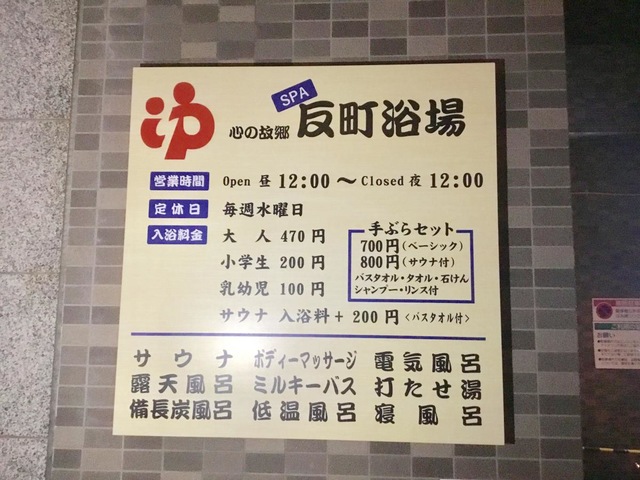 ゆ
SPA
心の故郷 反町浴場
営業時間 Open 昼 12:00 〜 Closed 夜 12:00
定休日 毎週水曜日
入浴料金 大人 470 円
小学生 200 円
乳幼児 100 円
サウナ 入浴料 + 200 円 〈バスタオル付〉
手ぶらセット
700円 (ベーシック)
800円 (サウナ付)
バスタオル・タオル・石けん
シャンプー・リンス付
サウナ ボディーマッサージ 電気風呂
露天風呂 ミルキーバス 打たせ湯
備長炭風呂 低温風呂 寝風呂
お願い